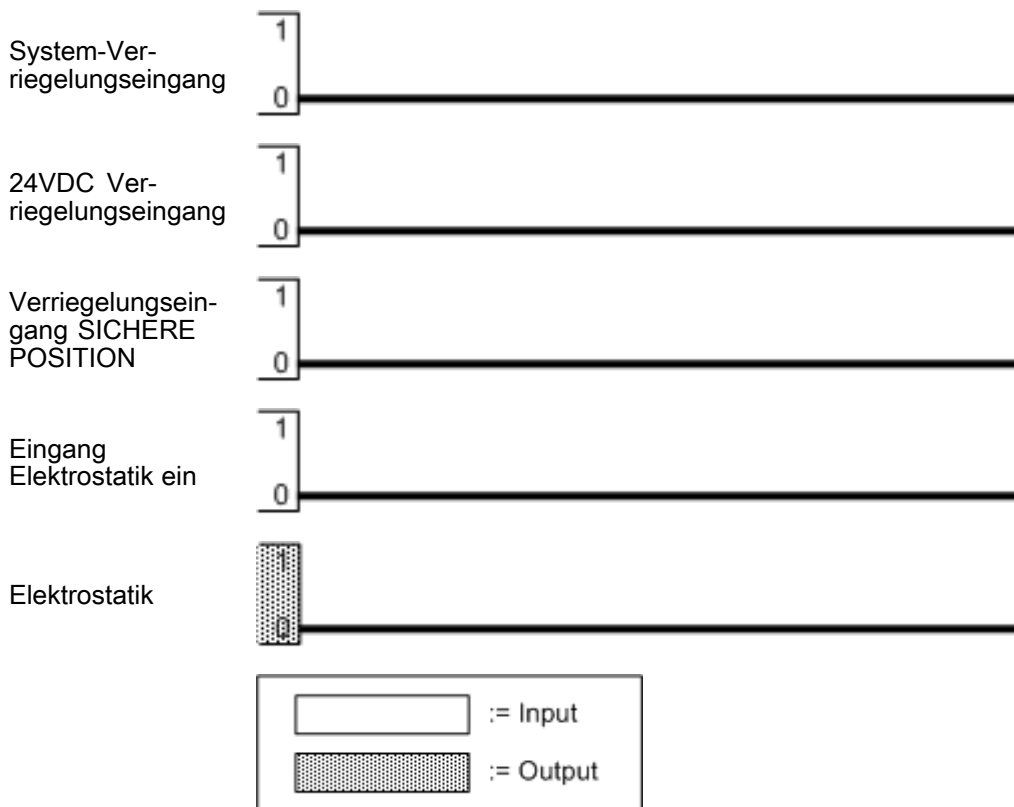 1
System-Ver-
riegelungseingang
0
1
24VDC Ver-
riegelungseingang
0
1
Verriegelungsein-
gang SICHERE
POSITION
0
1
Eingang
Elektrostatik ein
0
1
Elektrostatik
0
:= Input
:= Output